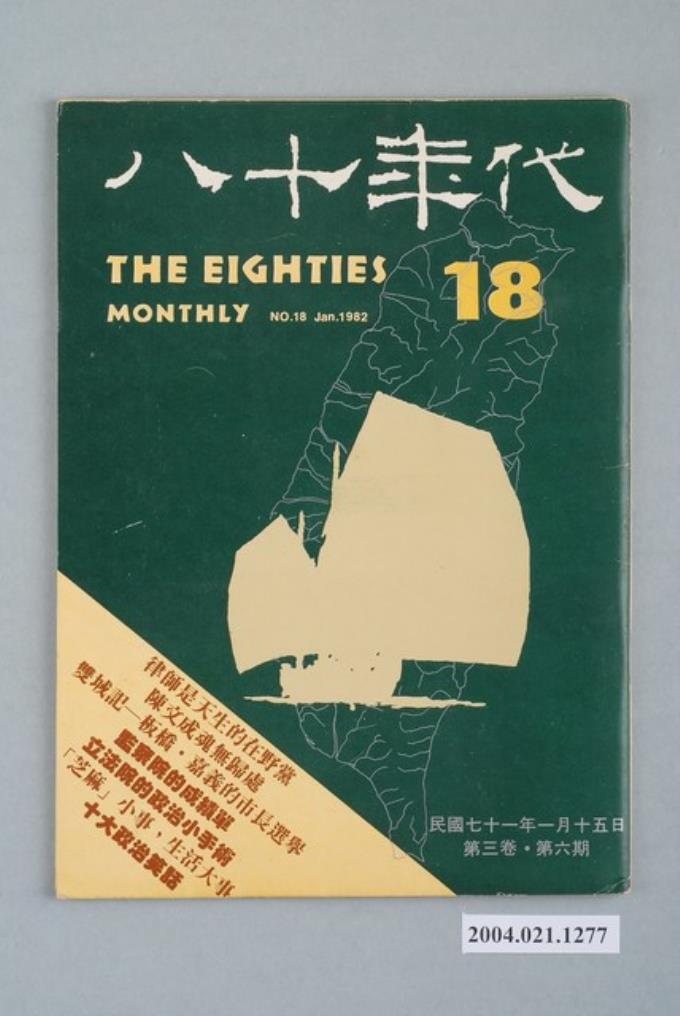 八十年代
THE EIGHTIES
18
MONTHLY NO.18 Jan.1982
律師是天生的在野黨
陳文成魂無歸處
雙城記—板橋・嘉義的市長選舉
監察院的成績單
立法院的政治小手術
「芝麻」小事，生活大事
十大政治笑話
民國七十一年一月十五日
第三卷・第六期
2004.021.1277